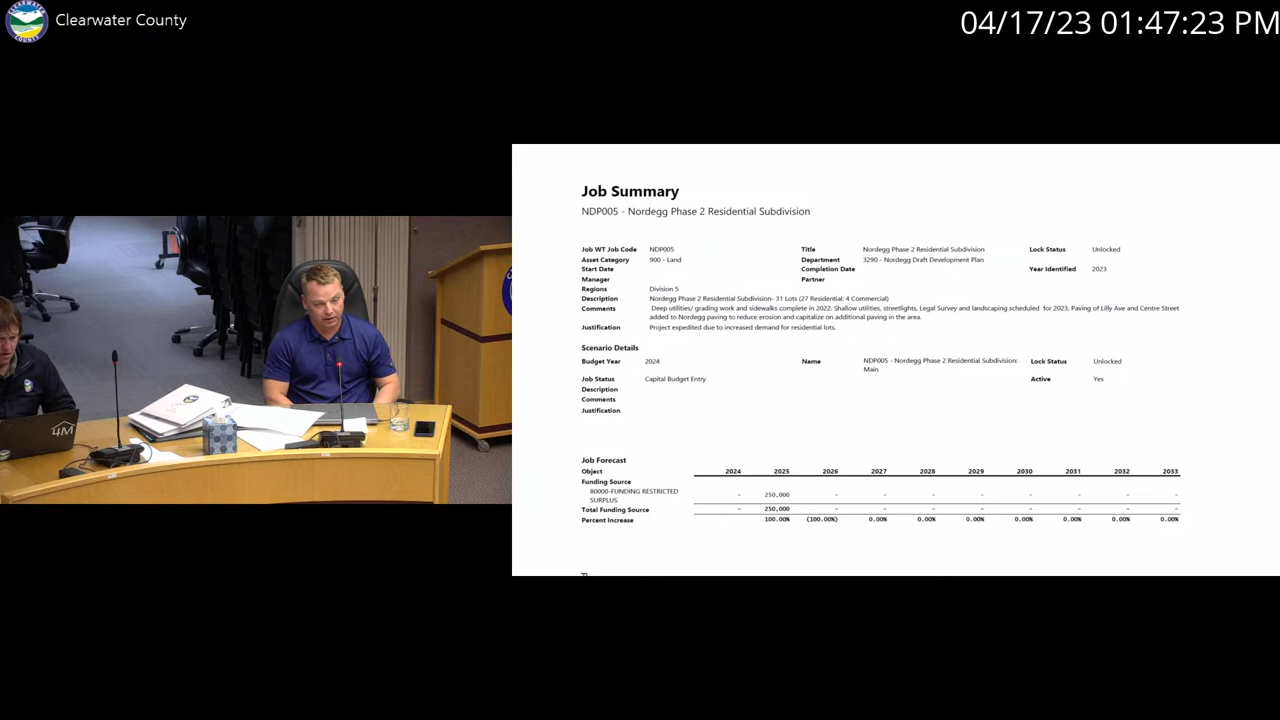 Clearwater County
04/17/23 01:47:23 PM
Job Summary
NDP005 - Nordegg Phase 2 Residential Subdivision
Job WT Job Code NDP005 Title Nordegg Phase 2 Residential Subdivision Lock Status Unlocked
Asset Category 900 - Land Department 3290 - Nordegg Draft Development Plan
Start Date Completion Date Year Identified 2023
Manager Partner
Regions Division 5
Description Nordegg Phase 2 Residential Subdivision- 31 Lots (27 Residential: 4 Commercial)
Comments Deep utilities/ grading work and sidewalks complete in 2022. Shallow utilities, streetlights, Legal Survey and landscaping scheduled for 2023, Paving of Lilly Ave and Centre Street
added to Nordegg paving to reduce erosion and capitalize on additional paving in the area.
Justification Project expedited due to increased demand for residential lots.
Scenario Details
Budget Year 2024 Name NDP005 - Nordegg Phase 2 Residential Subdivision: Lock Status Unlocked
Main
Job Status Capital Budget Entry Active Yes
Description
Comments
Justification
Job Forecast
Object 2024 2025 2026 2027 2028 2029 2030 2031 2032 2033
Funding Source
80000-FUNDING RESTRICTED - 250,000 - - - - - - - -
SURPLUS
Total Funding Source - 250,000 - - - - - - - -
Percent Increase 100.00% (100.00%) 0.00% 0.00% 0.00% 0.00% 0.00% 0.00% 0.00%
4M